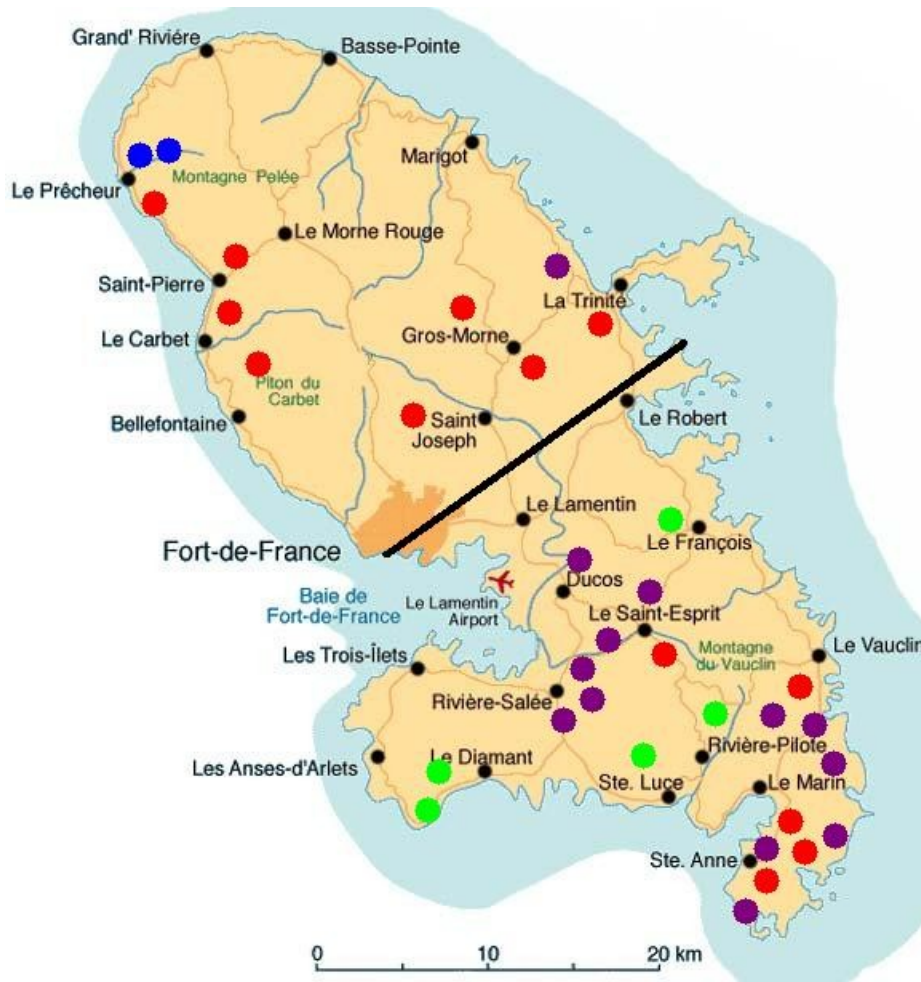 Grand' Riviére
Basse-Pointe
Marigot
Montagne Pelée
Le Prêcheur
Le Morne Rouge
Saint-Pierre
La Trinité
Le Carbet
Gros-Morne
Piton du
Carbet
Bellefontaine
Saint
Joseph
Le Robert
Le Lamentin
Le François
Fort-de-France
Ducos
Baie de
Fort-de-France
Le Lamentin
Airport
Le Saint-Esprit
Les Trois-Îlets
Montagne
du Vauclin
Le Vauclin
Rivière-Salée
Rivière-Pilote
Les Anses-d'Arlets
Le Diamant
Ste. Luce
Le Marin
Ste. Anne
0 10 20 km